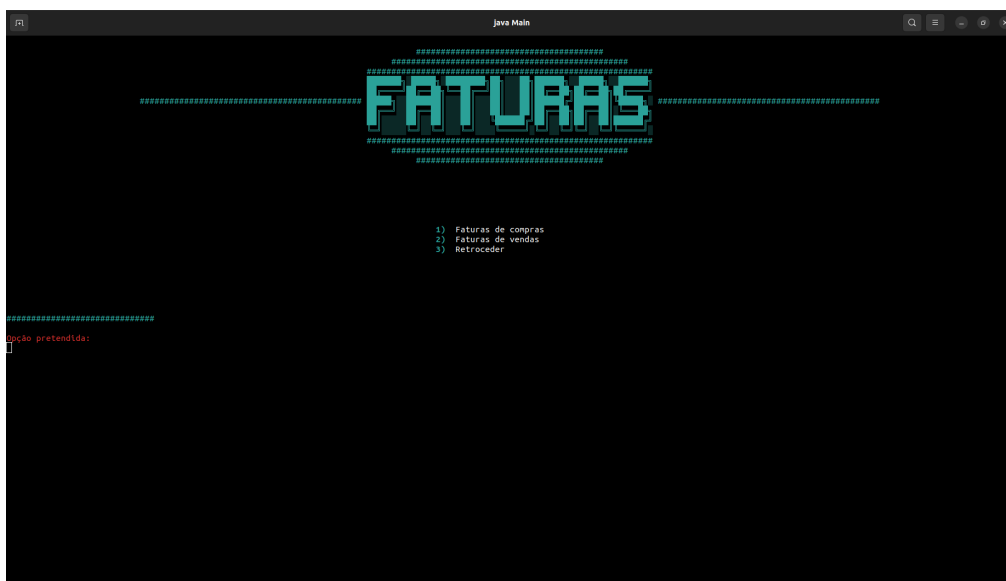 Java Main
FATURAS
1) Faturas de compras
2) Faturas de vendas
3) Retroceder
Opção pretendida: